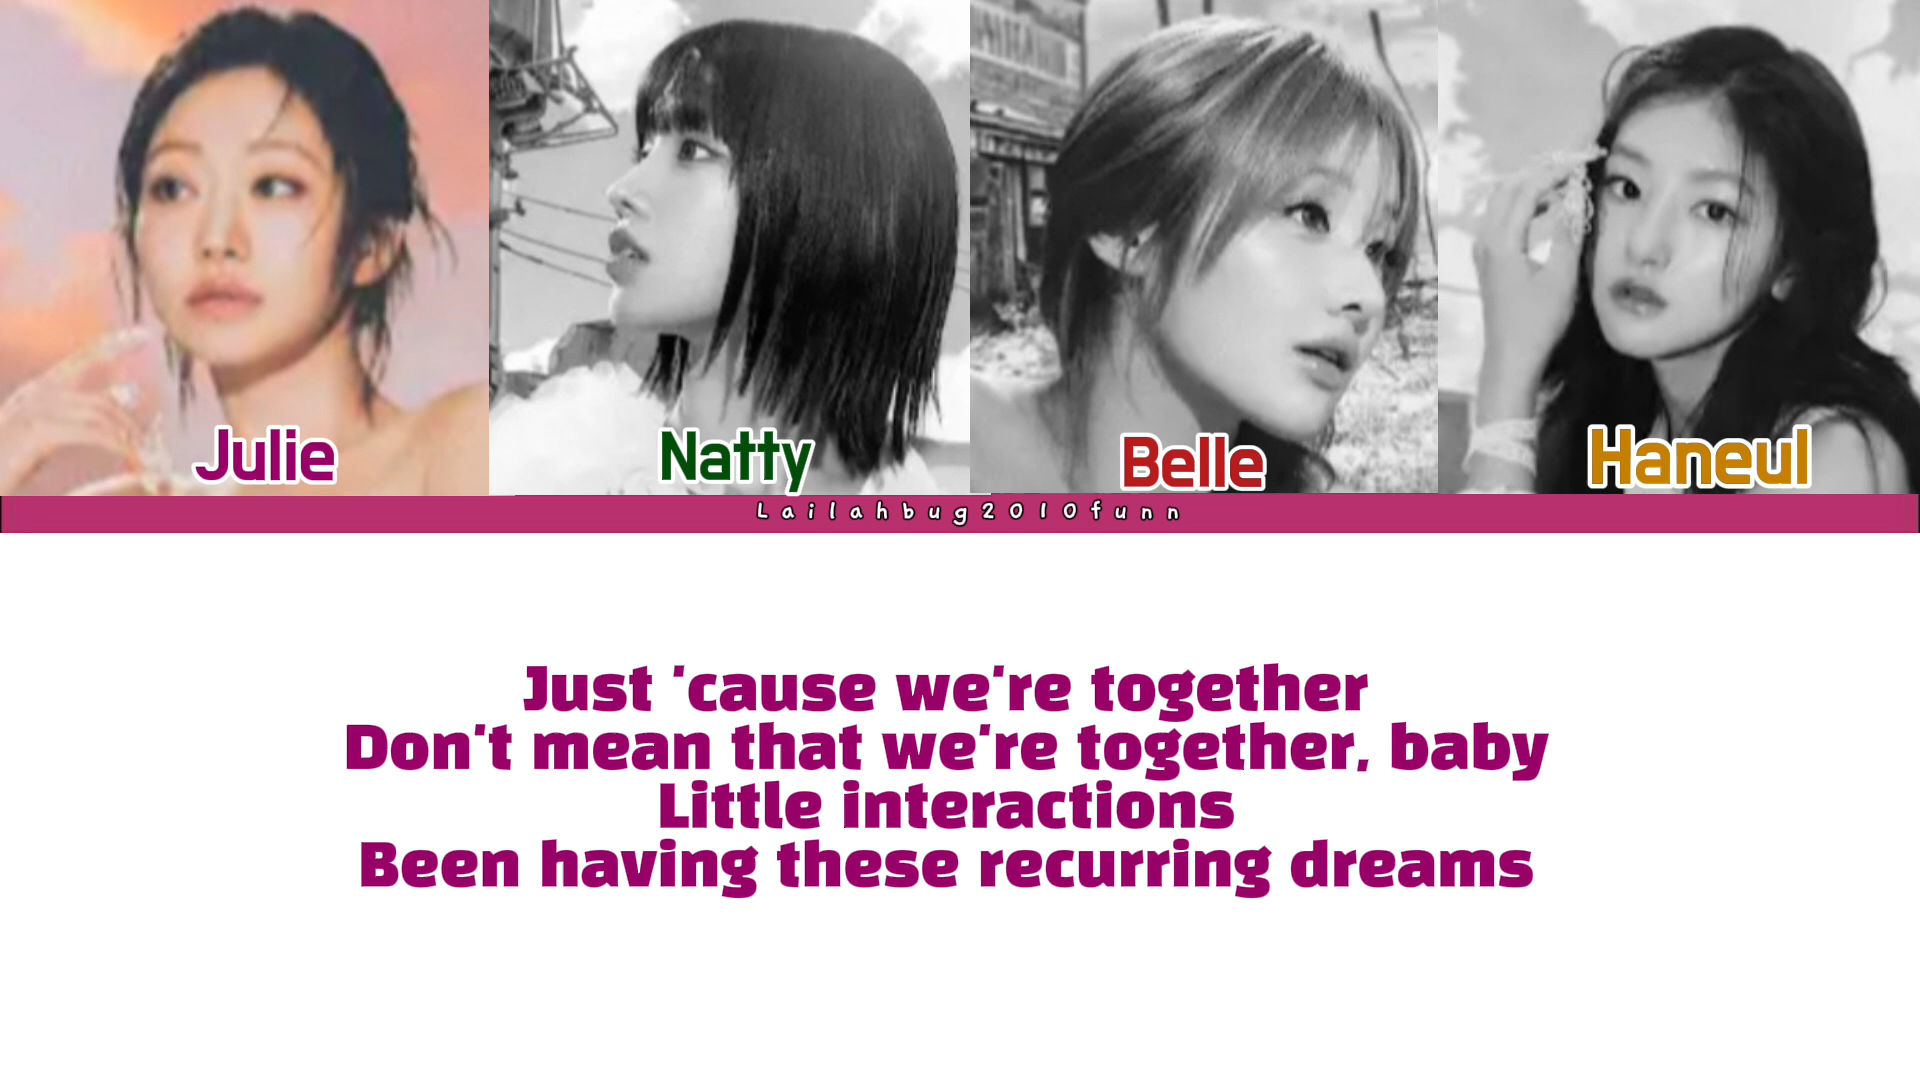 Julie
Natty
Belle
Haneul
Lailahbug2010funn
Just 'cause we're together
Don't mean that we're together, baby
Little interactions
Been having these recurring dreams